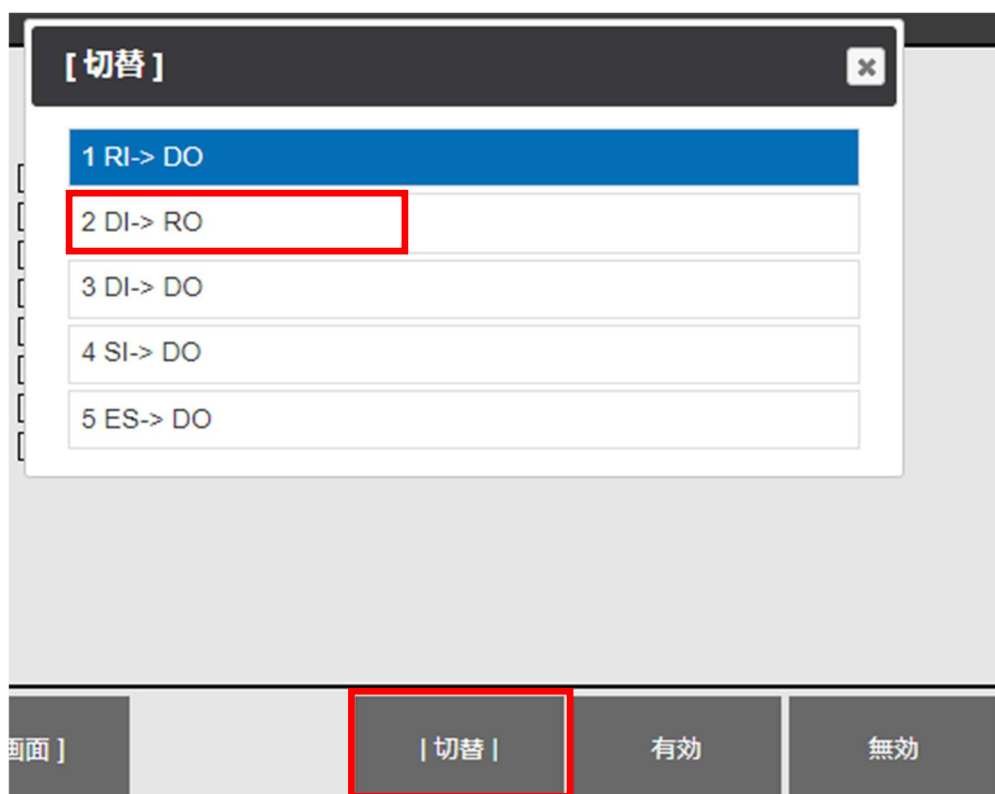 [ 切替 ]
1 RI-> DO
2 DI-> RO
3 DI-> DO
4 SI-> DO
5 ES-> DO
画面 ]
| 切替 |
有効
無効